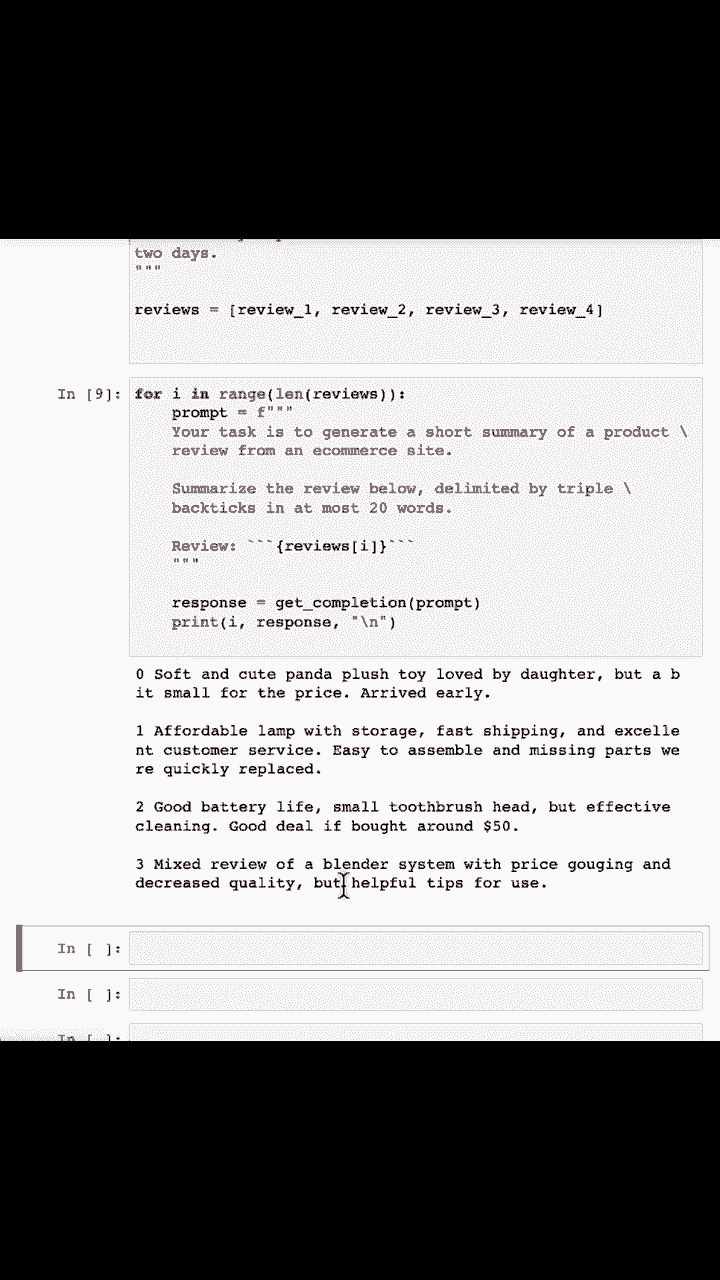 two days.
"""
reviews = [review_1, review_2, review_3, review_4]
In [9]: for i in range(len(reviews)):
prompt = f"""
Your task is to generate a short summary of a product \
review from an ecommerce site.
Summarize the review below, delimited by triple \
backticks in at most 20 words.
Review: ```{reviews[i]}```
"""
response = get_completion(prompt)
print(i, response, "\n")
0 Soft and cute panda plush toy loved by daughter, but a b
it small for the price. Arrived early.
1 Affordable lamp with storage, fast shipping, and excelle
nt customer service. Easy to assemble and missing parts we
re quickly replaced.
2 Good battery life, small toothbrush head, but effective
cleaning. Good deal if bought around $50.
3 Mixed review of a blender system with price gouging and
decreased quality, but helpful tips for use.
In [ ]:
In [ ]:
In [ ]: